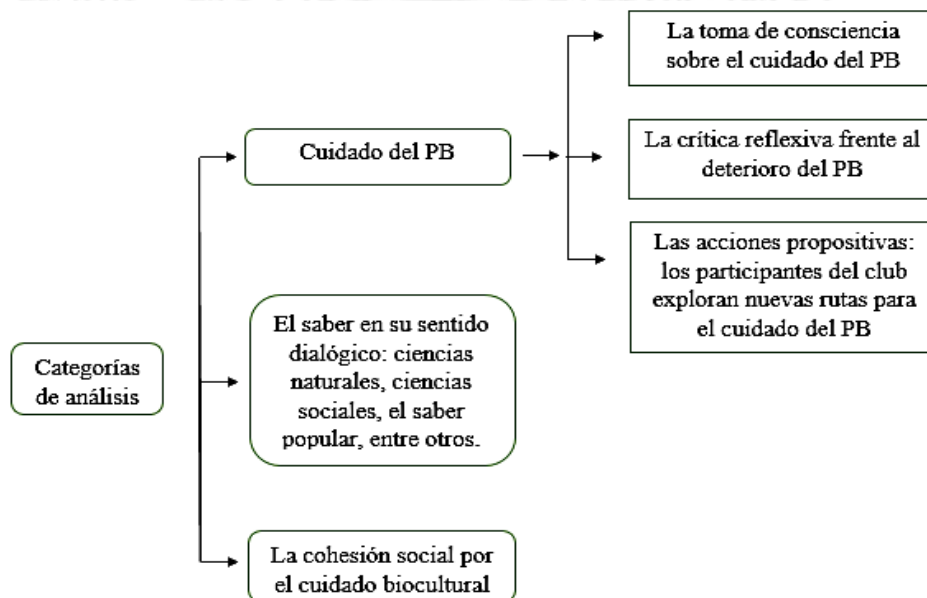 Categorías
de análisis
Cuidado del PB
La toma de consciencia
sobre el cuidado del PB
La crítica reflexiva frente al
deterioro del PB
Las acciones propositivas:
los participantes del club
exploran nuevas rutas para
el cuidado del PB
El saber en su sentido
dialógico: ciencias
naturales, ciencias
sociales, el saber
popular, entre otros.
La cohesión social por
el cuidado biocultural